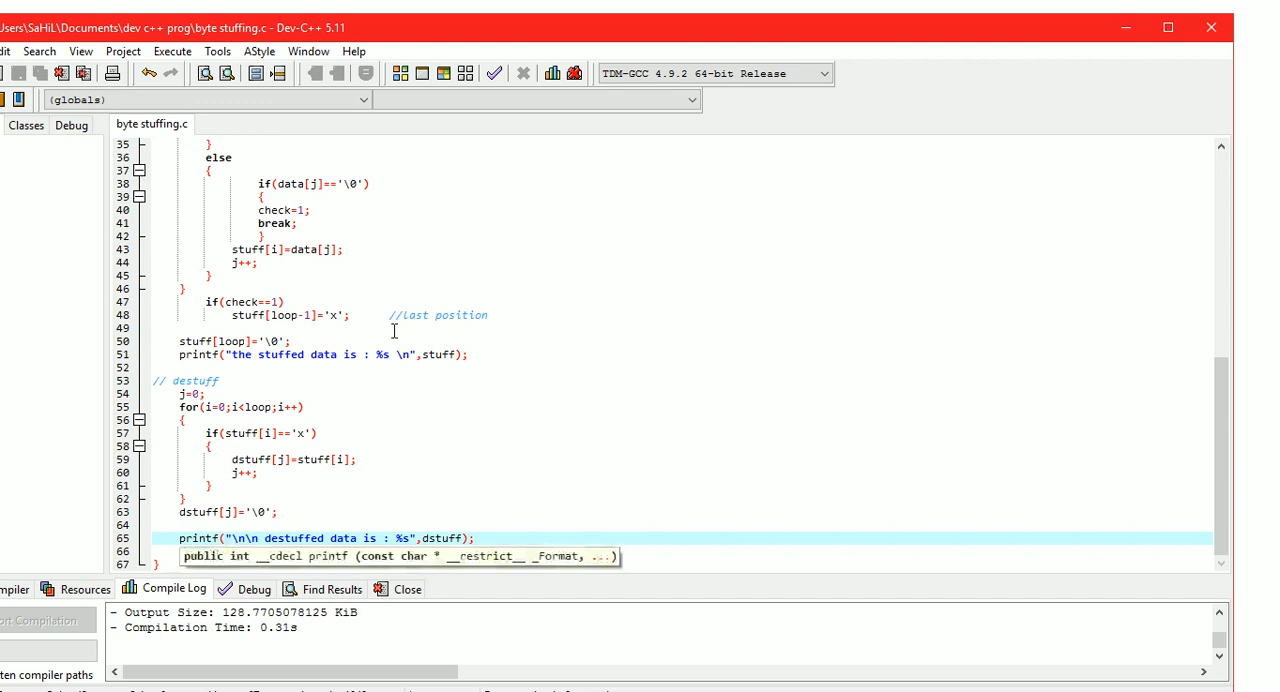 Users\SaHiL\Documents\dev c++ prog\byte stuffing.c - Dev-C++ 5.11
dit Search View Project Execute Tools AStyle Window Help
TDM-GCC 4.9.2 64-bit Release
(globals)
Classes Debug byte stuffing.c
35 }
36 else
37 {
38 if(data[j]=='\0')
39 {
40 check=1;
41 break;
42 }
43 stuff[i]=data[j];
44 j++;
45 }
46 }
47 if(check==1)
48 stuff[loop-1]='x'; //last position
49
50 stuff[loop]='\0';
51 printf("the stuffed data is : %s \n",stuff);
52
53 // destuff
54 j=0;
55 for(i=0;i<loop;i++)
56 {
57 if(stuff[i]=='x')
58 {
59 dstuff[j]=stuff[i];
60 j++;
61 }
62 }
63 dstuff[j]='\0';
64
65 printf("\n\n destuffed data is : %s",dstuff);
66 public int __cdecl printf (const char * __restrict__ _Format, ...)
67 }
mpiler Resources Compile Log Debug Find Results Close
ort Compilation
- Output Size: 128.7705078125 KiB
- Compilation Time: 0.31s
ten compiler paths